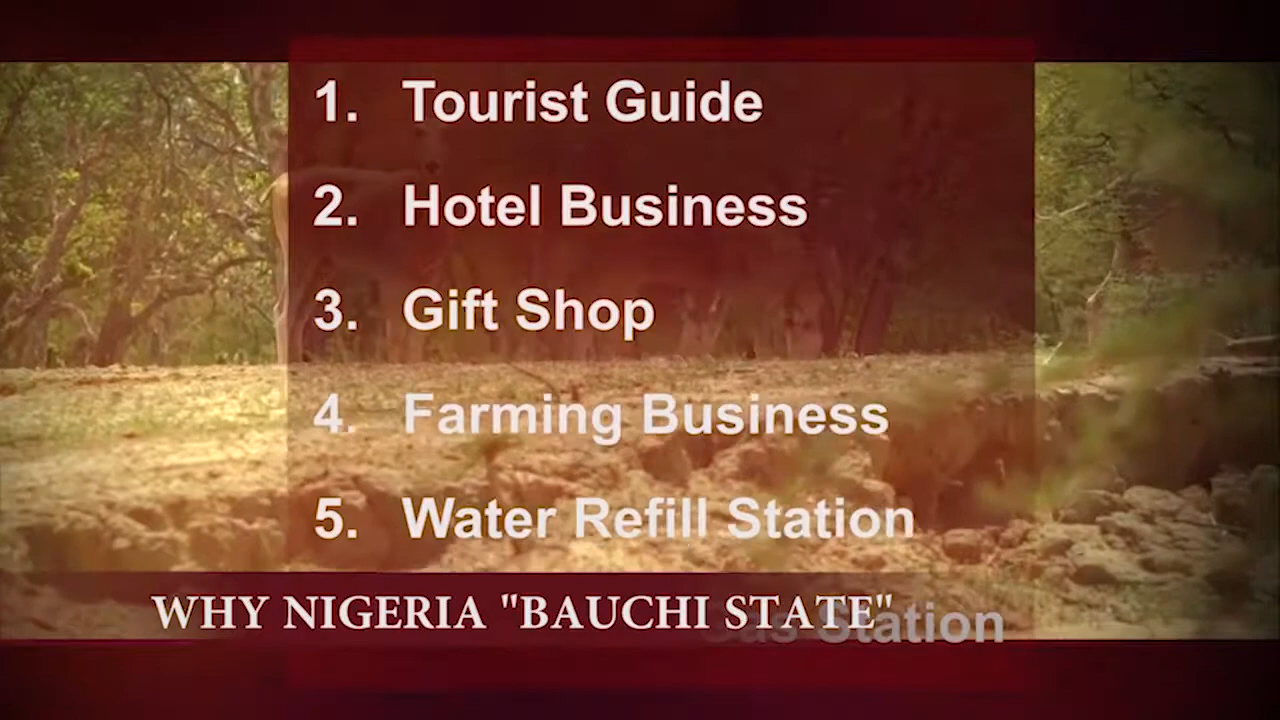 1. Tourist Guide
2. Hotel Business
3. Gift Shop
4. Farming Business
5. Water Refill Station
WHY NIGERIA "BAUCHI STATE"
Station